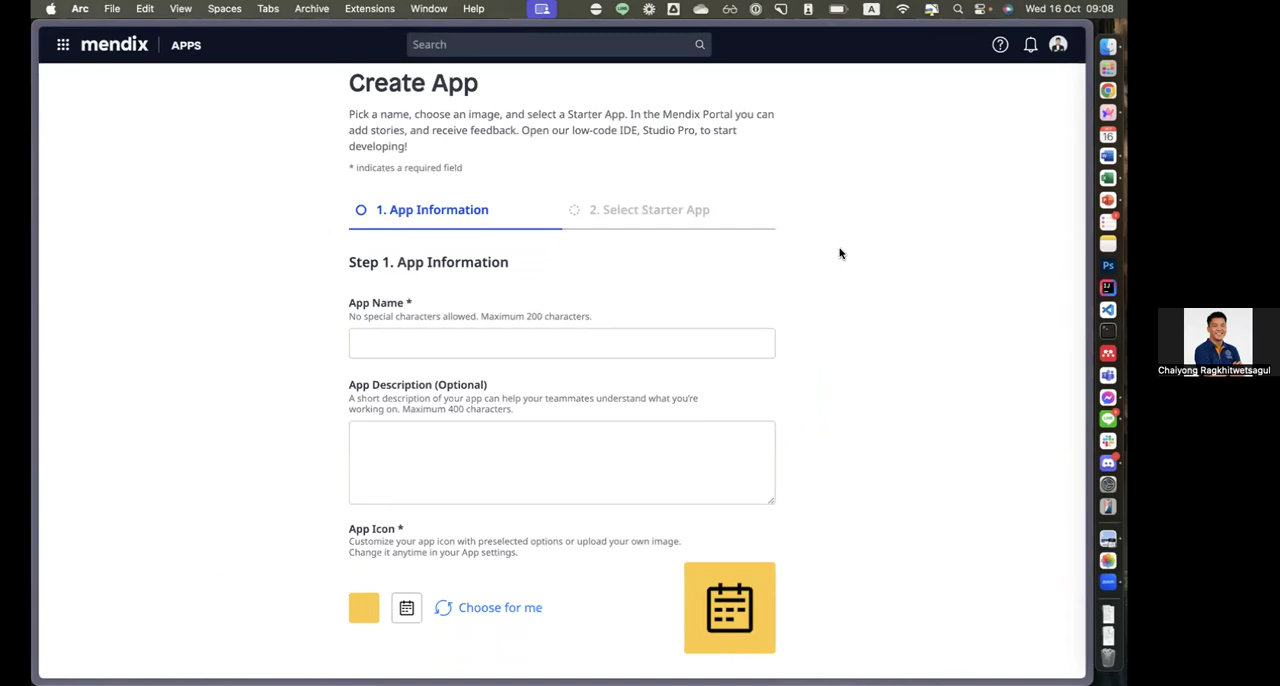 Arc File Edit View Spaces Tabs Archive Extensions Window Help A Wed 16 Oct 09:08
mendix APPS Search
Create App
Pick a name, choose an image, and select a Starter App. In the Mendix Portal you can
add stories, and receive feedback. Open our low-code IDE, Studio Pro, to start
developing!
* indicates a required field
1. App Information 2. Select Starter App
Step 1. App Information
App Name *
No special characters allowed. Maximum 200 characters.
App Description (Optional)
A short description of your app can help your teammates understand what you're
working on. Maximum 400 characters.
App Icon *
Customize your app icon with preselected options or upload your own image.
Change it anytime in your App settings.
Choose for me
16
Ps
Chaiyong Ragkhitwetsagul